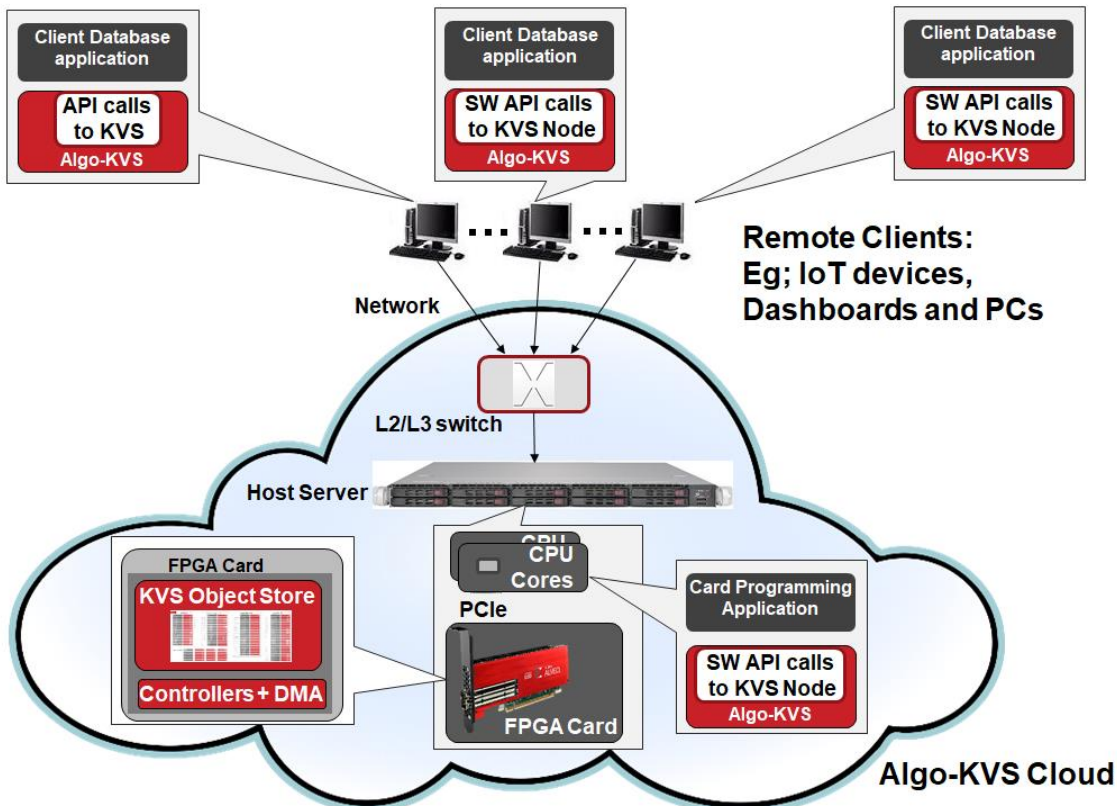 Client Database
application
API calls
to KVS
Algo-KVS
Client Database
application
SW API calls
to KVS Node
Algo-KVS
Client Database
application
SW API calls
to KVS Node
Algo-KVS
Remote Clients:
Eg; IoT devices,
Dashboards and PCs
Network
L2/L3 switch
Host Server
CPU
CPU
Cores
PCIe
FPGA Card
FPGA Card
KVS Object Store
Controllers + DMA
Card Programming
Application
SW API calls
to KVS Node
Algo-KVS
Algo-KVS Cloud